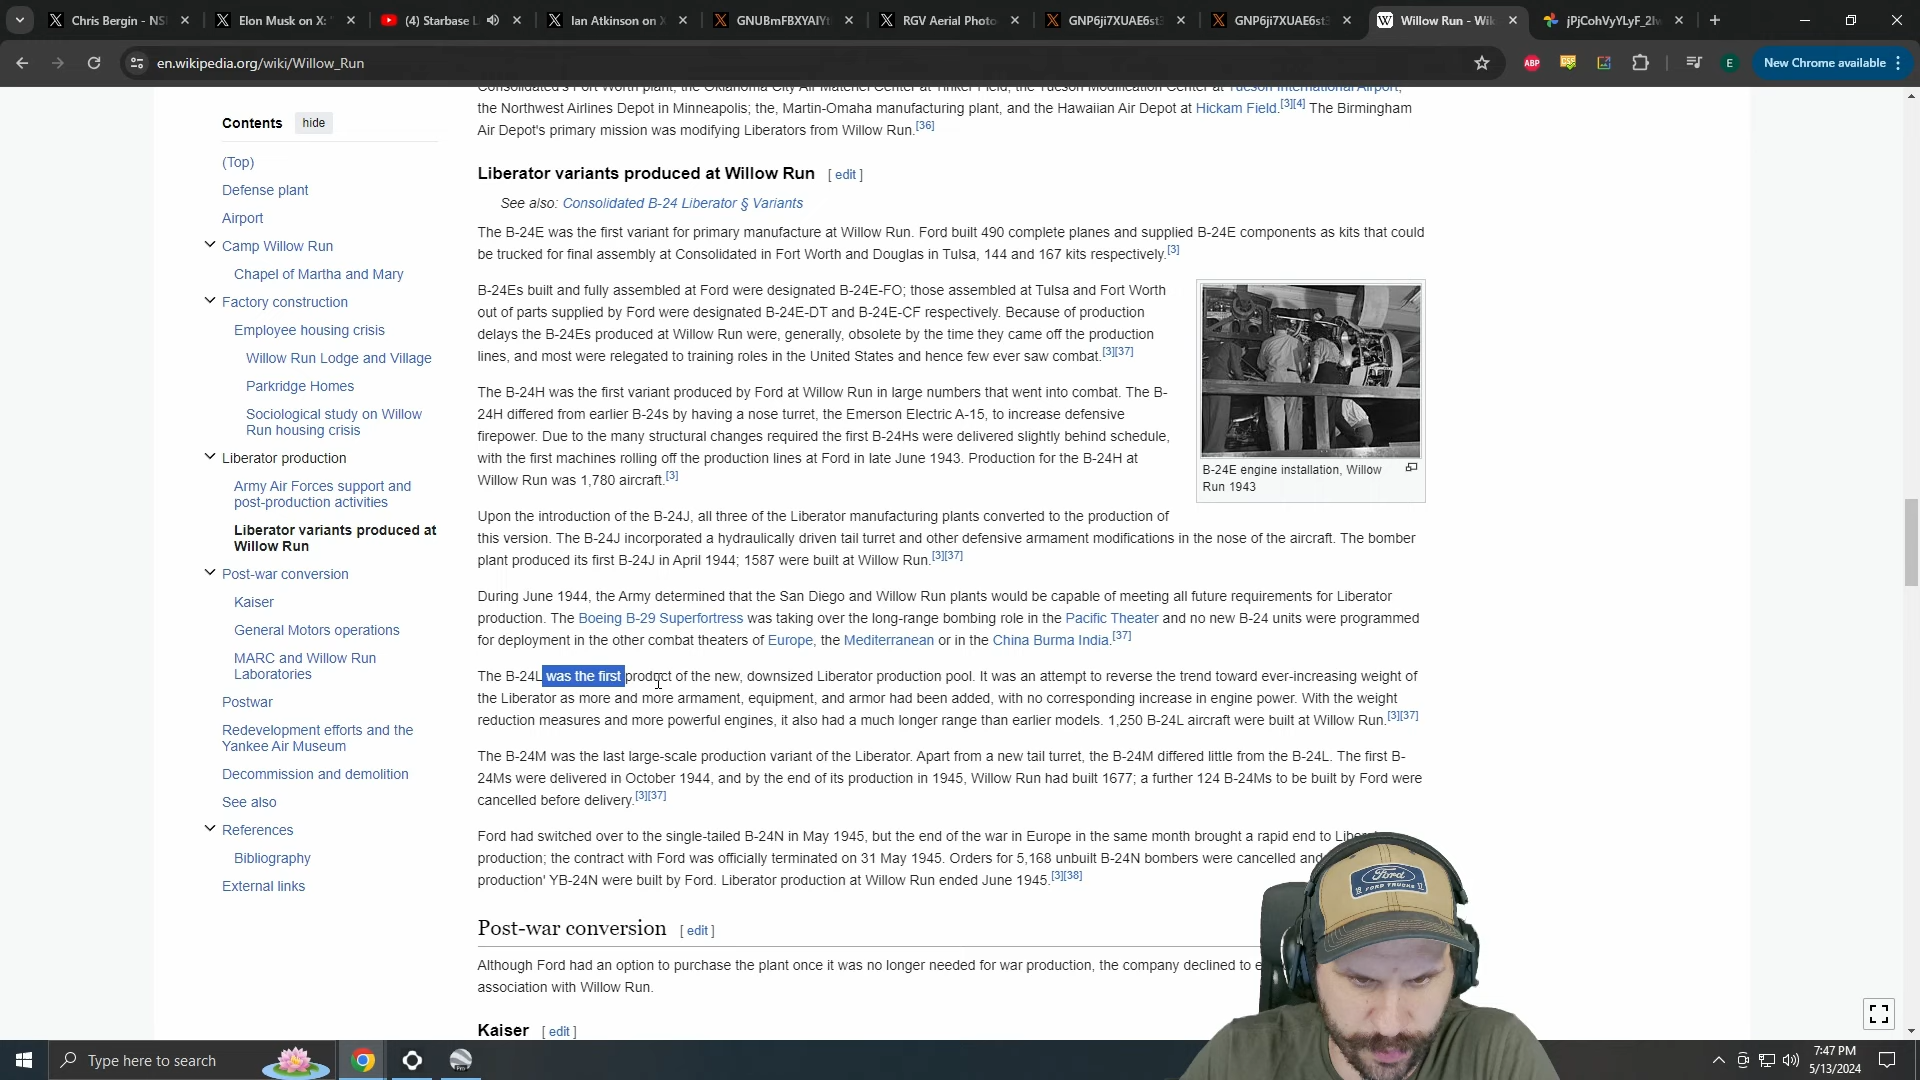 Chris Bergin - NS
Elon Musk on X: "
(4) Starbase L
Ian Atkinson on X
GNUBmFBXYAIYt
RGV Aerial Photo
GNP6ji7XUAE6st
GNP6ji7XUAE6st
Willow Run - Wik
jPjCohVyYLyF_2lw
en.wikipedia.org/wiki/Willow_Run
ABP
E
New Chrome available
Contents hide
(Top)
Defense plant
Airport
Camp Willow Run
Chapel of Martha and Mary
Factory construction
Employee housing crisis
Willow Run Lodge and Village
Parkridge Homes
Sociological study on Willow
Run housing crisis
Liberator production
Army Air Forces support and
post-production activities
Liberator variants produced at
Willow Run
Post-war conversion
Kaiser
General Motors operations
MARC and Willow Run
Laboratories
Postwar
Redevelopment efforts and the
Yankee Air Museum
Decommission and demolition
See also
References
Bibliography
External links
Consolidated's Fort Worth plant, the Oklahoma City Air Materiel Center at Tinker Field, the Tucson Modification Center at Tucson International Airport,
the Northwest Airlines Depot in Minneapolis; the, Martin-Omaha manufacturing plant, and the Hawaiian Air Depot at Hickam Field.[3][4] The Birmingham
Air Depot's primary mission was modifying Liberators from Willow Run.[36]
Liberator variants produced at Willow Run [ edit ]
See also: Consolidated B-24 Liberator § Variants
The B-24E was the first variant for primary manufacture at Willow Run. Ford built 490 complete planes and supplied B-24E components as kits that could
be trucked for final assembly at Consolidated in Fort Worth and Douglas in Tulsa, 144 and 167 kits respectively.[3]
B-24Es built and fully assembled at Ford were designated B-24E-FO; those assembled at Tulsa and Fort Worth
out of parts supplied by Ford were designated B-24E-DT and B-24E-CF respectively. Because of production
delays the B-24Es produced at Willow Run were, generally, obsolete by the time they came off the production
lines, and most were relegated to training roles in the United States and hence few ever saw combat.[3][37]
B-24E engine installation, Willow
Run 1943
The B-24H was the first variant produced by Ford at Willow Run in large numbers that went into combat. The B-
24H differed from earlier B-24s by having a nose turret, the Emerson Electric A-15, to increase defensive
firepower. Due to the many structural changes required the first B-24Hs were delivered slightly behind schedule,
with the first machines rolling off the production lines at Ford in late June 1943. Production for the B-24H at
Willow Run was 1,780 aircraft.[3]
Upon the introduction of the B-24J, all three of the Liberator manufacturing plants converted to the production of
this version. The B-24J incorporated a hydraulically driven tail turret and other defensive armament modifications in the nose of the aircraft. The bomber
plant produced its first B-24J in April 1944; 1587 were built at Willow Run.[3][37]
During June 1944, the Army determined that the San Diego and Willow Run plants would be capable of meeting all future requirements for Liberator
production. The Boeing B-29 Superfortress was taking over the long-range bombing role in the Pacific Theater and no new B-24 units were programmed
for deployment in the other combat theaters of Europe, the Mediterranean or in the China Burma India.[37]
The B-24L was the first product of the new, downsized Liberator production pool. It was an attempt to reverse the trend toward ever-increasing weight of
the Liberator as more and more armament, equipment, and armor had been added, with no corresponding increase in engine power. With the weight
reduction measures and more powerful engines, it also had a much longer range than earlier models. 1,250 B-24L aircraft were built at Willow Run.[3][37]
The B-24M was the last large-scale production variant of the Liberator. Apart from a new tail turret, the B-24M differed little from the B-24L. The first B-
24Ms were delivered in October 1944, and by the end of its production in 1945, Willow Run had built 1677; a further 124 B-24Ms to be built by Ford were
cancelled before delivery.[3][37]
Ford had switched over to the single-tailed B-24N in May 1945, but the end of the war in Europe in the same month brought a rapid end to
production; the contract with Ford was officially terminated on 31 May 1945. Orders for 5,168 unbuilt B-24N bombers were cancelled and
production' YB-24N were built by Ford. Liberator production at Willow Run ended June 1945.[3][38]
Post-war conversion [ edit ]
Although Ford had an option to purchase the plant once it was no longer needed for war production, the company declined to
association with Willow Run.
Kaiser [ edit ]
Ford
FORD TRUCKS
Type here to search
7:47 PM
5/13/2024